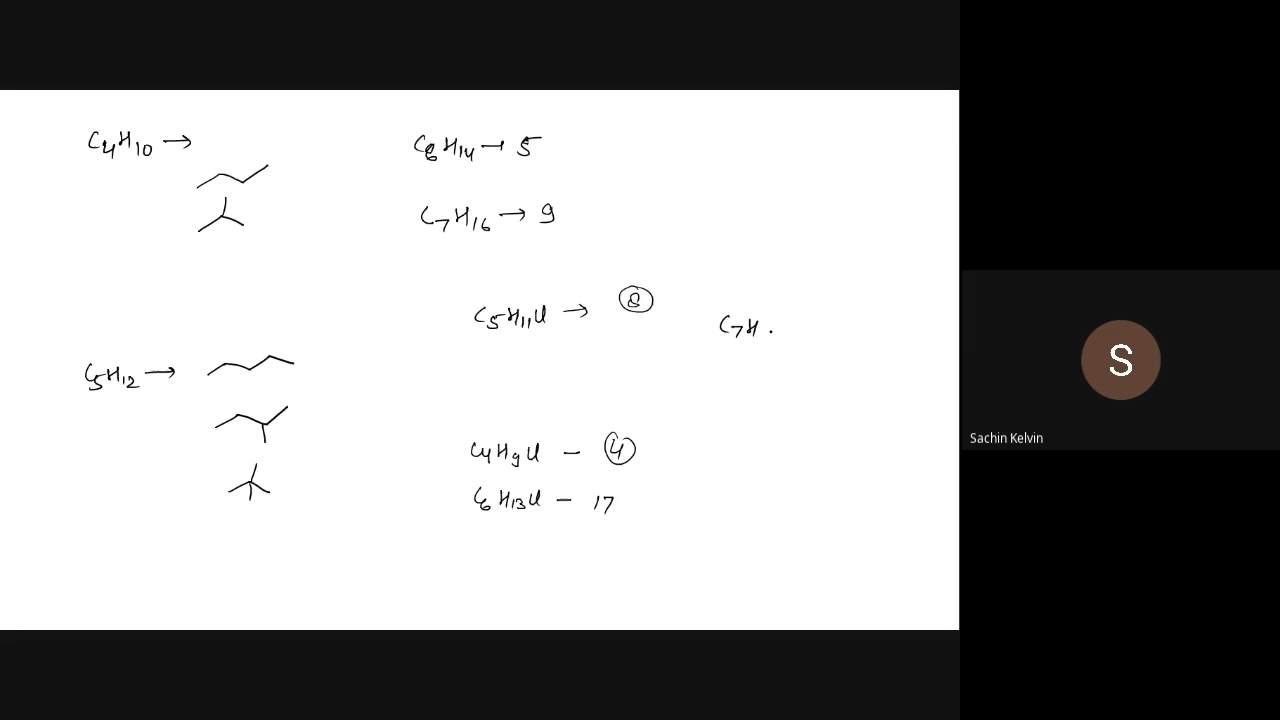 C4H10 →
C5H12 →
C6H14 → 5
C7H16 → 9
C5H11Cl → 8
C7H.
C4H9Cl - 4
C6H13Cl - 17
S
Sachin Kelvin